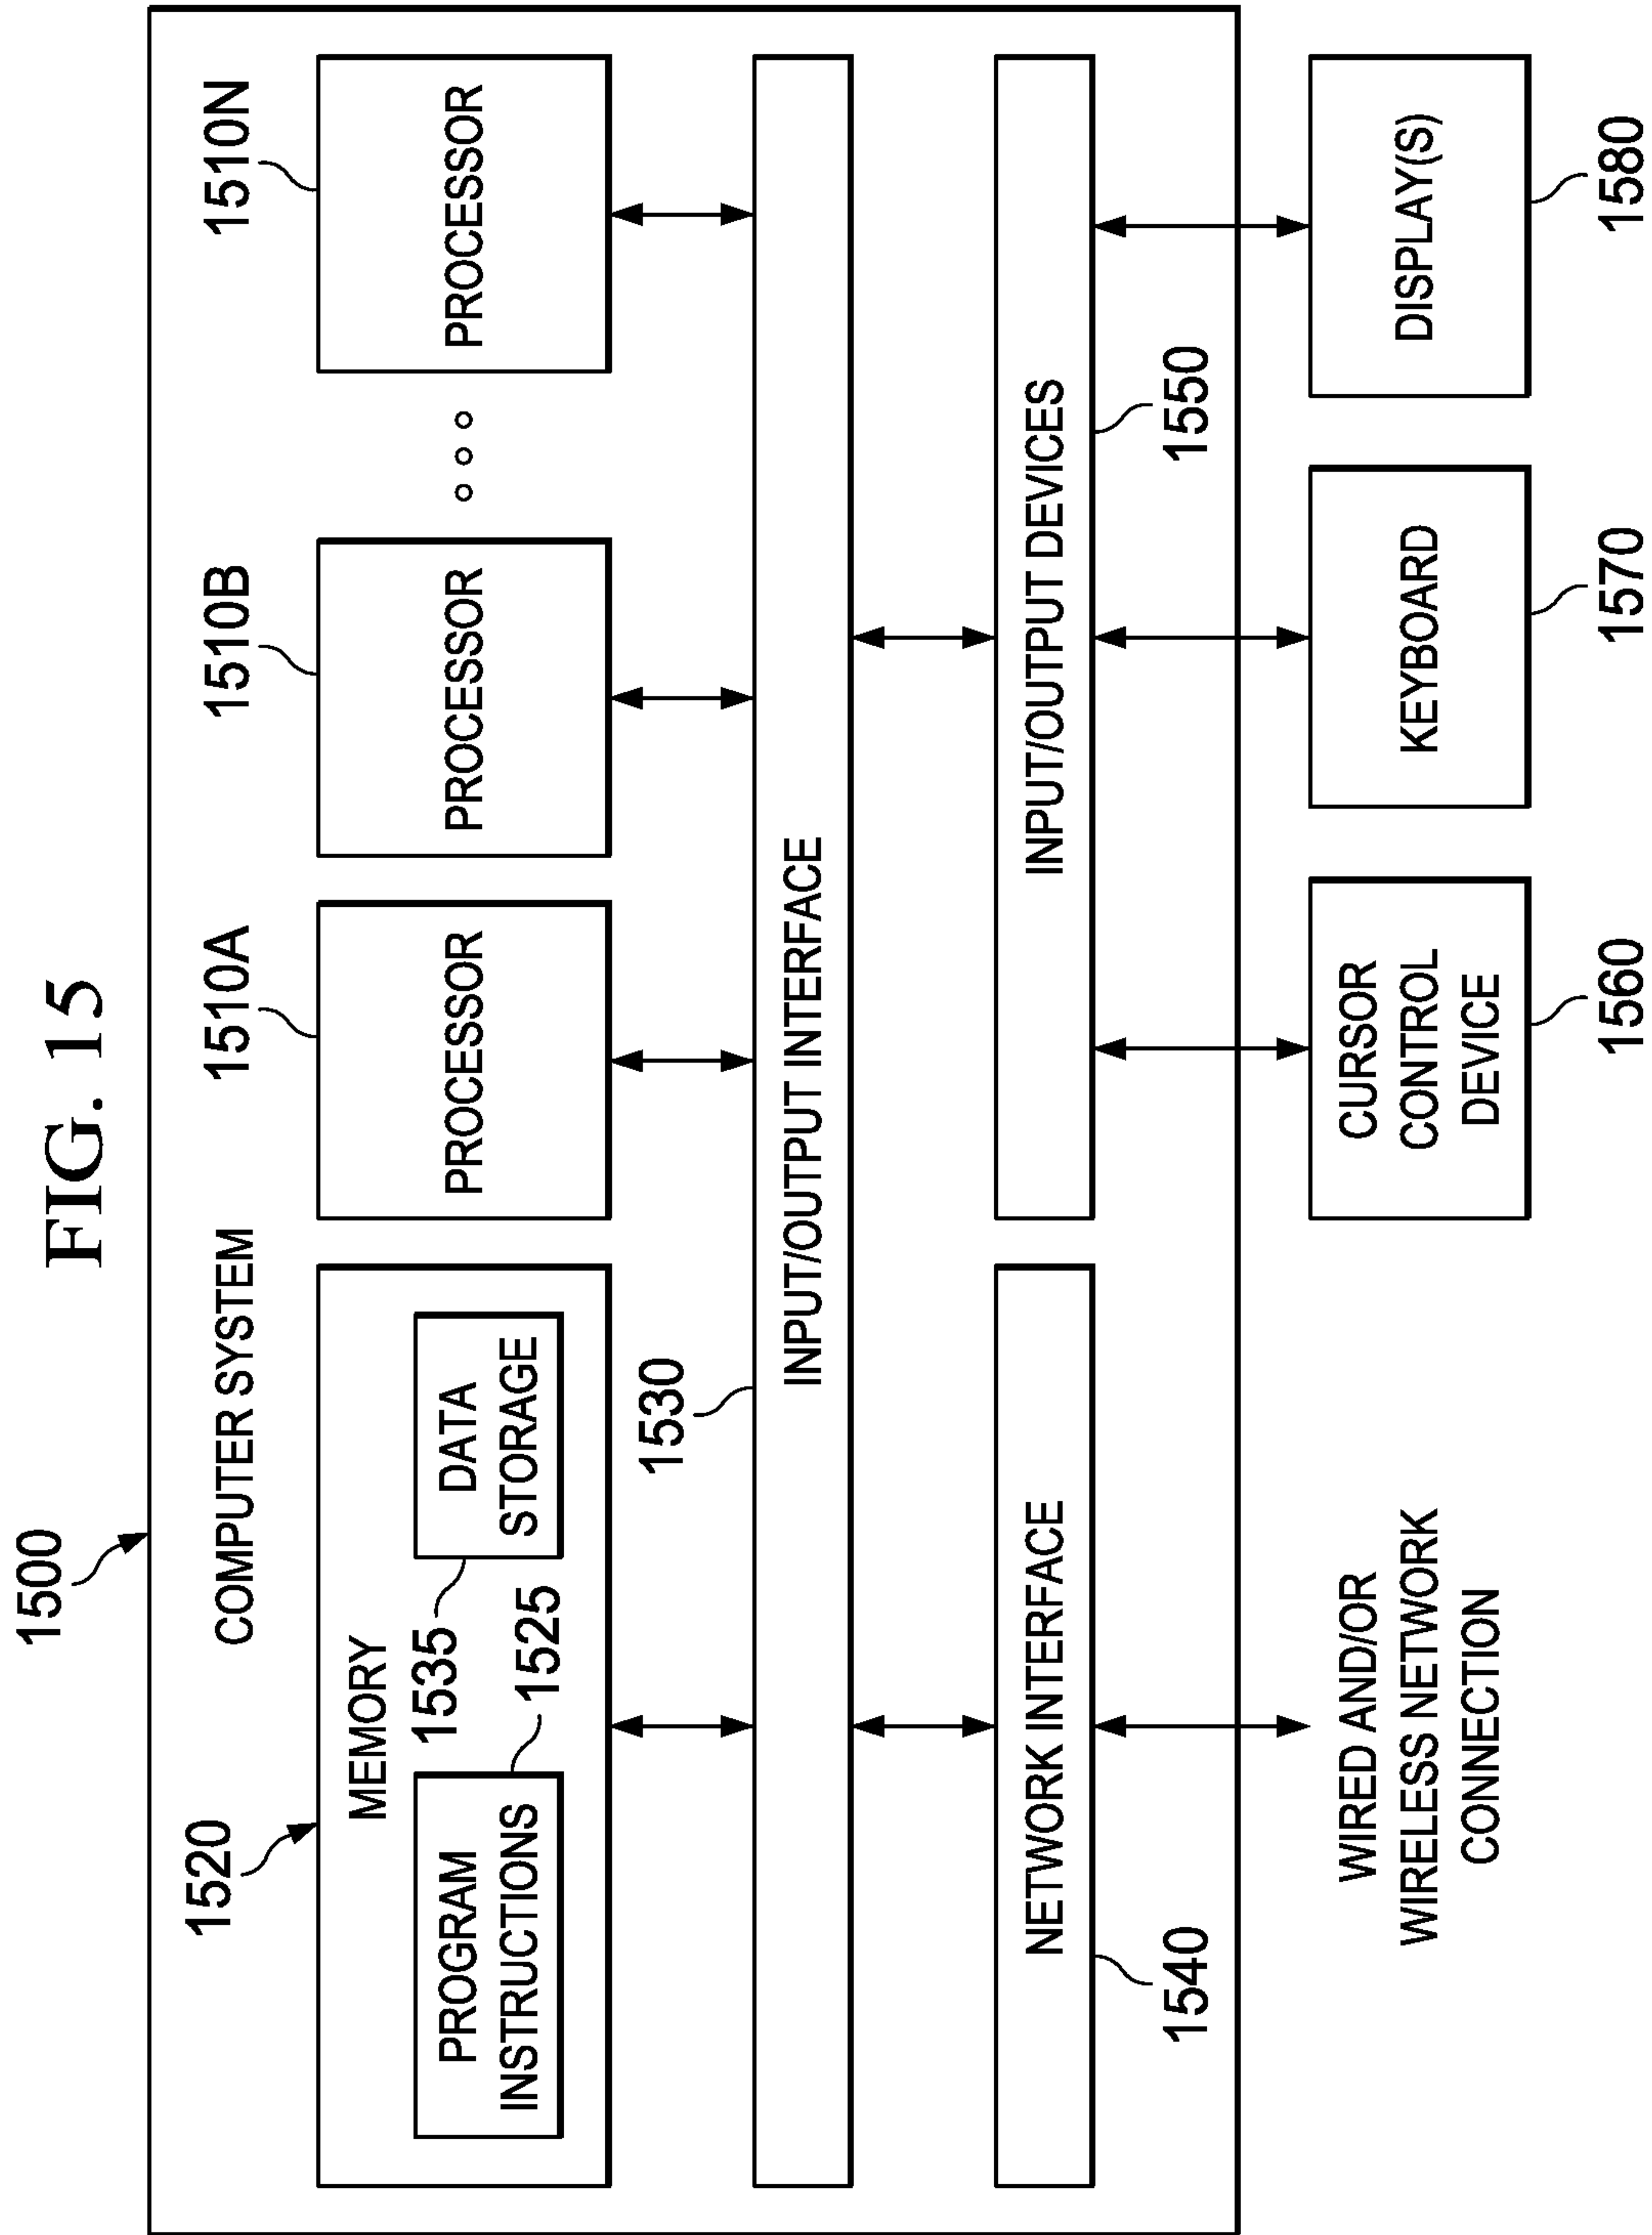 FIG. 15
1500
COMPUTER SYSTEM
1520
1510A
1510B
1510N
MEMORY
PROGRAM
INSTRUCTIONS
1535
1525
DATA
STORAGE
PROCESSOR
PROCESSOR
PROCESSOR
1530
INPUT/OUTPUT INTERFACE
NETWORK INTERFACE
INPUT/OUTPUT DEVICES
1540
1550
WIRED AND/OR
WIRELESS NETWORK
CONNECTION
CURSOR
CONTROL
DEVICE
KEYBOARD
DISPLAY(S)
1560
1570
1580